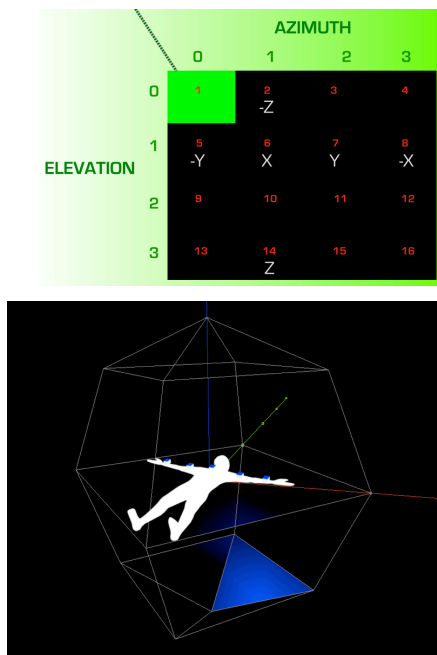 AZIMUTH
0 1 2 3
0 1 2 3 4
-Z
1 5 6 7 8
-Y X Y -X
ELEVATION
2 9 10 11 12
3 13 14 15 16
Z